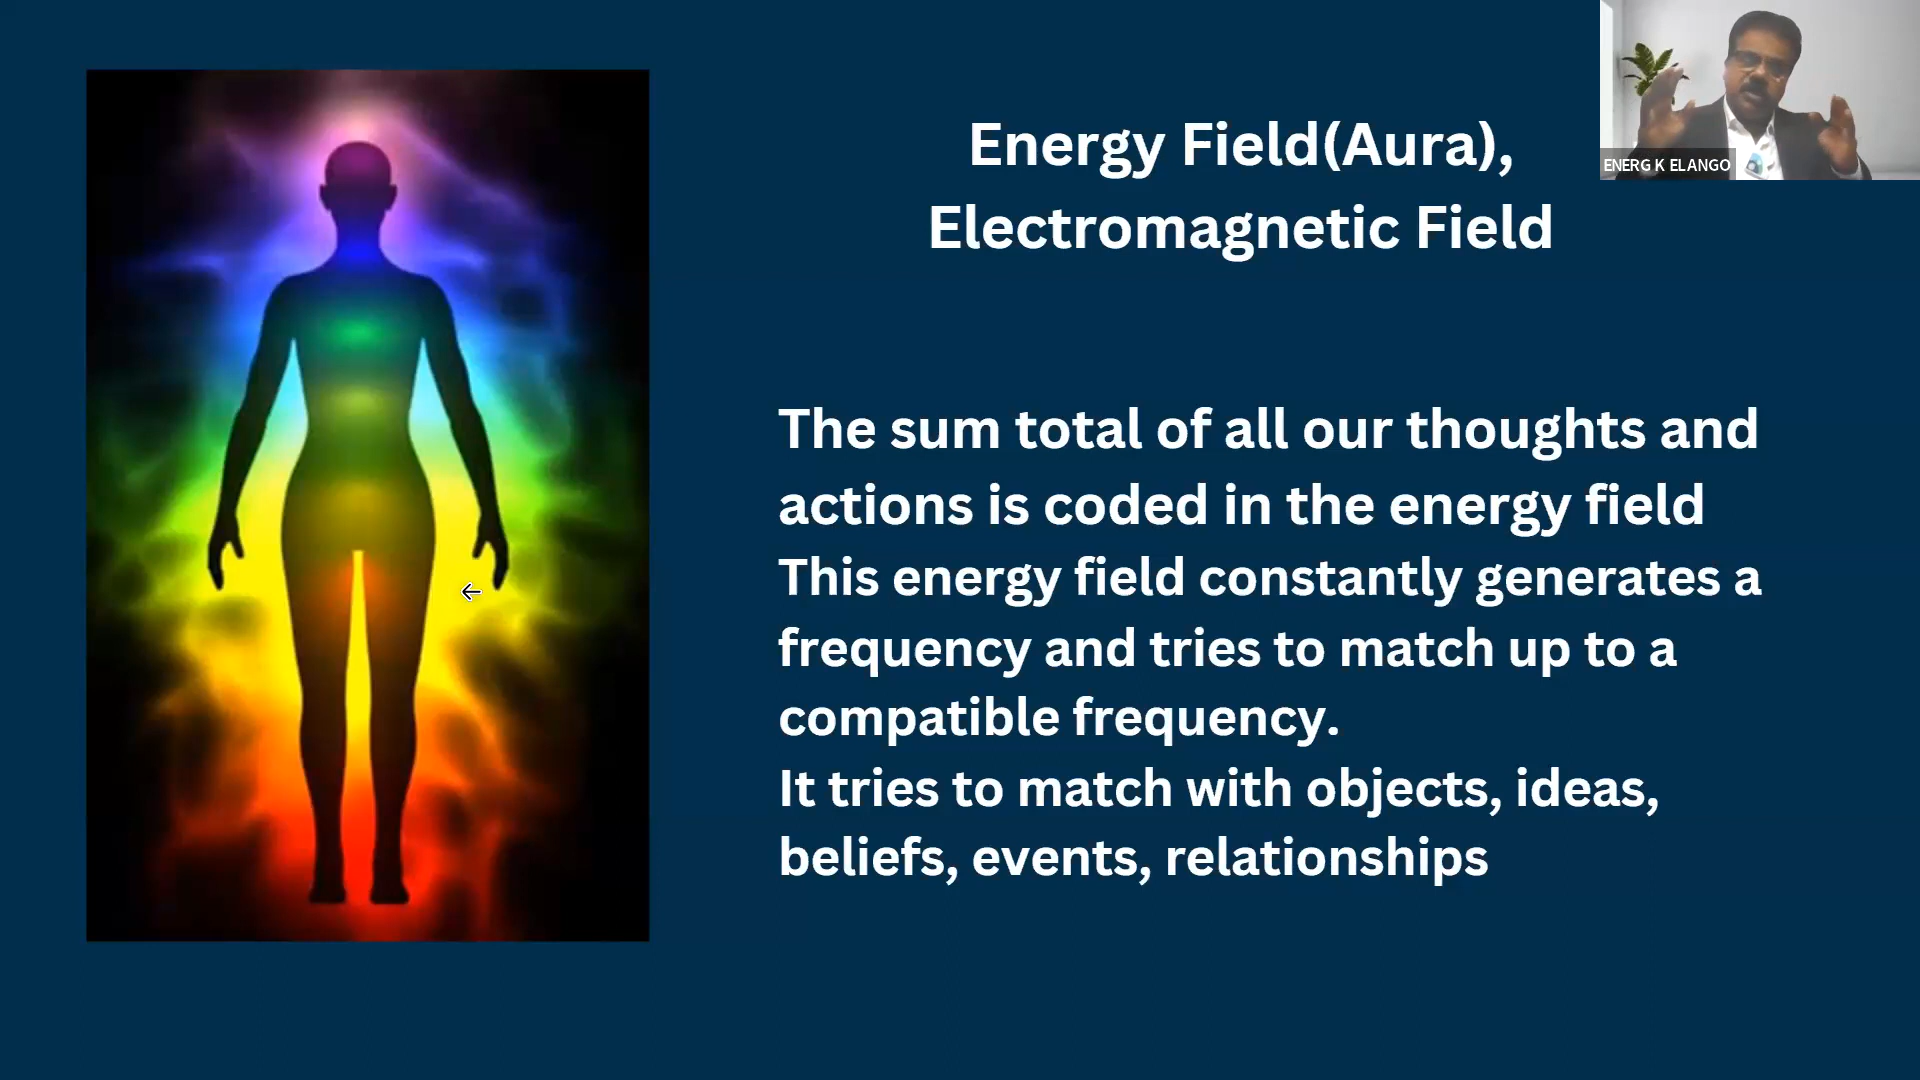 Energy Field(Aura),
Electromagnetic Field
ENERG K ELANGO
The sum total of all our thoughts and
actions is coded in the energy field
This energy field constantly generates a
frequency and tries to match up to a
compatible frequency.
It tries to match with objects, ideas,
beliefs, events, relationships